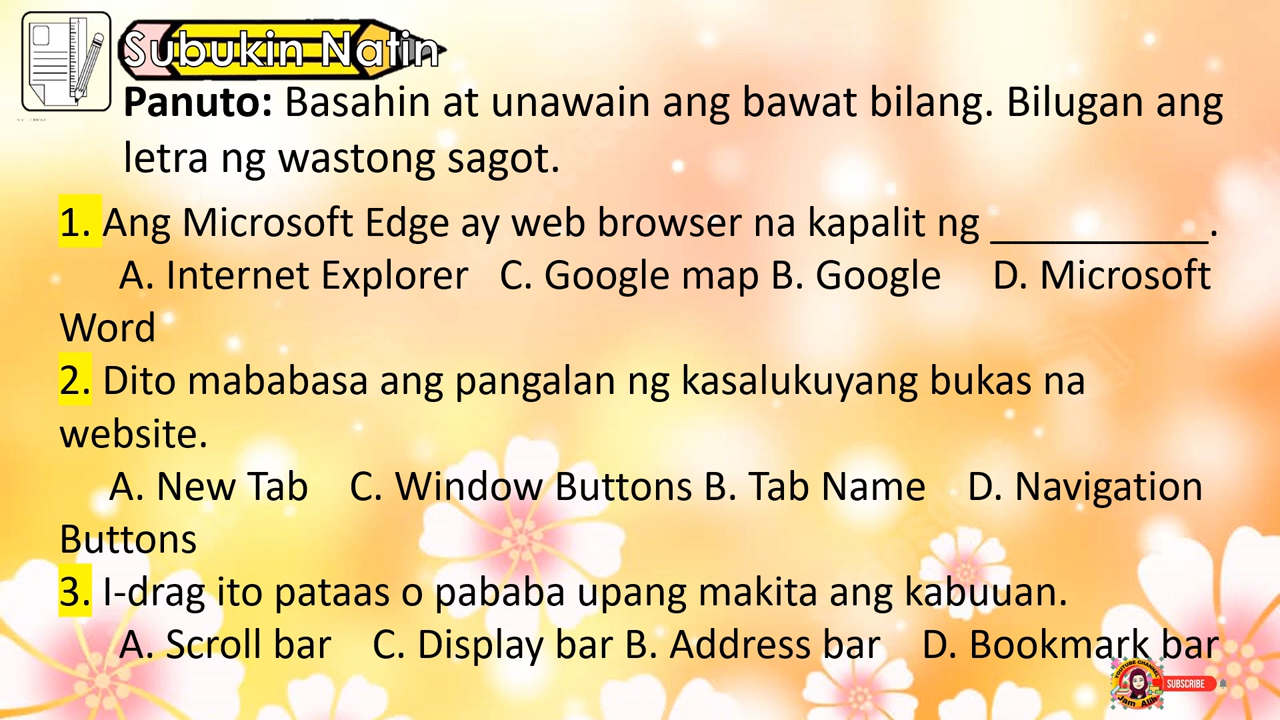 Subukin Natin
Panuto: Basahin at unawain ang bawat bilang. Bilugan ang
letra ng wastong sagot.
1. Ang Microsoft Edge ay web browser na kapalit ng __________.
A. Internet Explorer C. Google map B. Google D. Microsoft
Word
2. Dito mababasa ang pangalan ng kasalukuyang bukas na
website.
A. New Tab C. Window Buttons B. Tab Name D. Navigation
Buttons
3. I-drag ito pataas o pababa upang makita ang kabuuan.
A. Scroll bar C. Display bar B. Address bar D. Bookmark bar
YOUTUBE CHANNEL
SUBSCRIBE